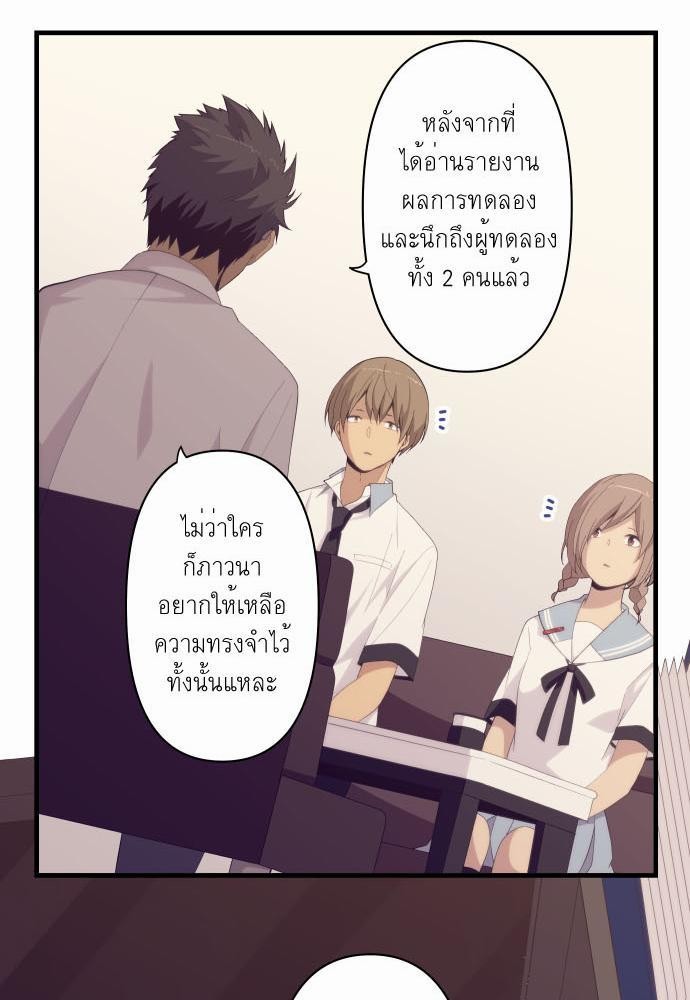 หลังจากที่
ได้อ่านรายงาน
ผลการทดลอง
และนึกถึงผู้ทดลอง
ทั้ง 2 คนแล้ว
ไม่ว่าใคร
ก็ภาวนา
อยากให้เหลือ
ความทรงจำไว้
ทั้งนั้นแหละ